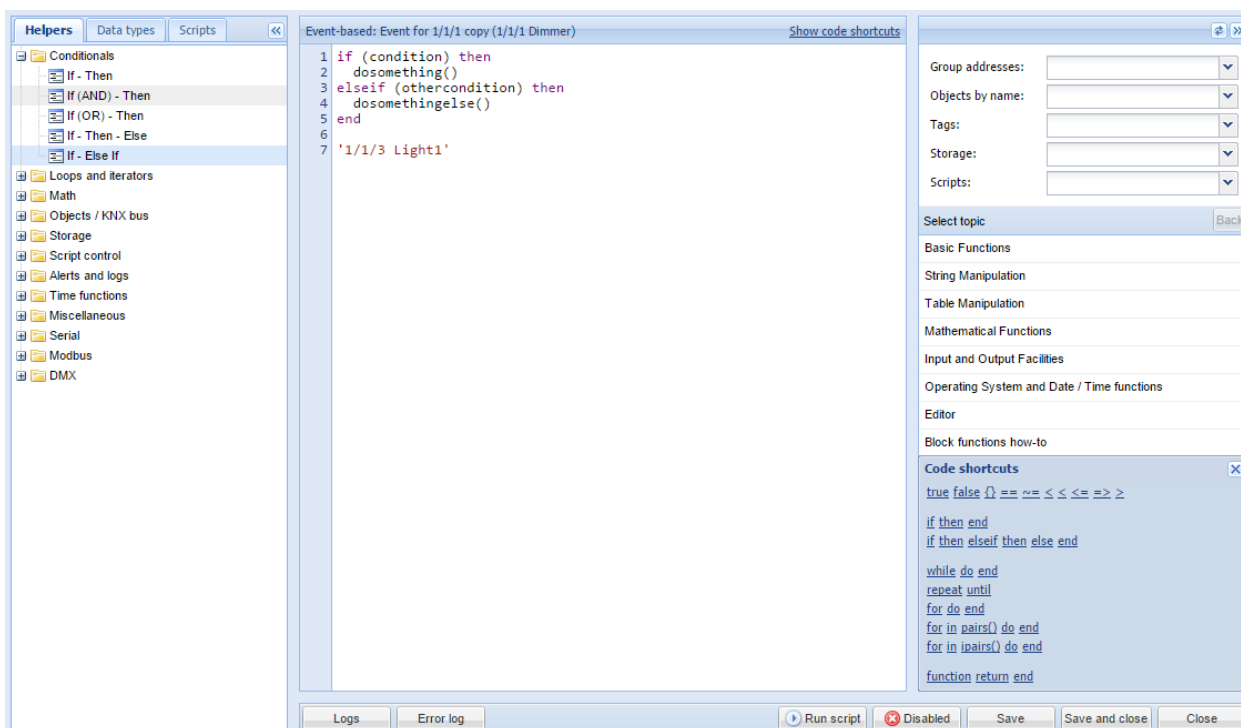 Helpers
Data types
Scripts
Conditionals
If - Then
If (AND) - Then
If (OR) - Then
If - Then - Else
If - Else If
Loops and iterators
Math
Objects / KNX bus
Storage
Script control
Alerts and logs
Time functions
Miscellaneous
Serial
Modbus
DMX
Event-based: Event for 1/1/1 copy (1/1/1 Dimmer)
Show code shortcuts
1 if (condition) then
2 dosomething()
3 elseif (othercondition) then
4 dosomethingelse()
5 end
6
7 '1/1/3 Light1'
Group addresses:
Objects by name:
Tags:
Storage:
Scripts:
Select topic
Back
Basic Functions
String Manipulation
Table Manipulation
Mathematical Functions
Input and Output Facilities
Operating System and Date / Time functions
Editor
Block functions how-to
Code shortcuts
true false {} == ~= < < <= => >
if then end
if then elseif then else end
while do end
repeat until
for do end
for in pairs() do end
for in ipairs() do end
function return end
Logs
Error log
Run script
Disabled
Save
Save and close
Close